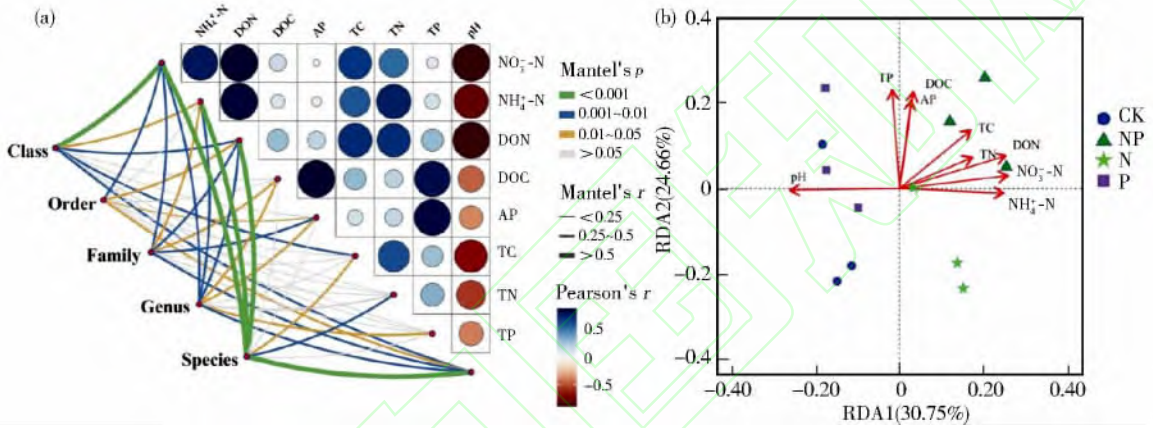 (a)
NH₄⁺-N
DON
DOC
AP
TC
TN
TP
pH
NO₃⁻-N
NH₄⁺-N
DON
DOC
AP
TC
TN
TP
Class
Order
Family
Genus
Species
Mantel's p
<0.001
0.001~0.01
0.01~0.05
>0.05
Mantel's r
<0.25
0.25~0.5
>0.5
Pearson's r
0.5
0
-0.5
(b)
RDA2(24.66%)
0.4
0.2
0
-0.2
-0.4
TP
DOC
AP
TC
TN
DON
NO₃⁻-N
NH₄⁺-N
pH
-0.40
-0.20
0
0.20
0.40
RDA1(30.75%)
CK
NP
N
P